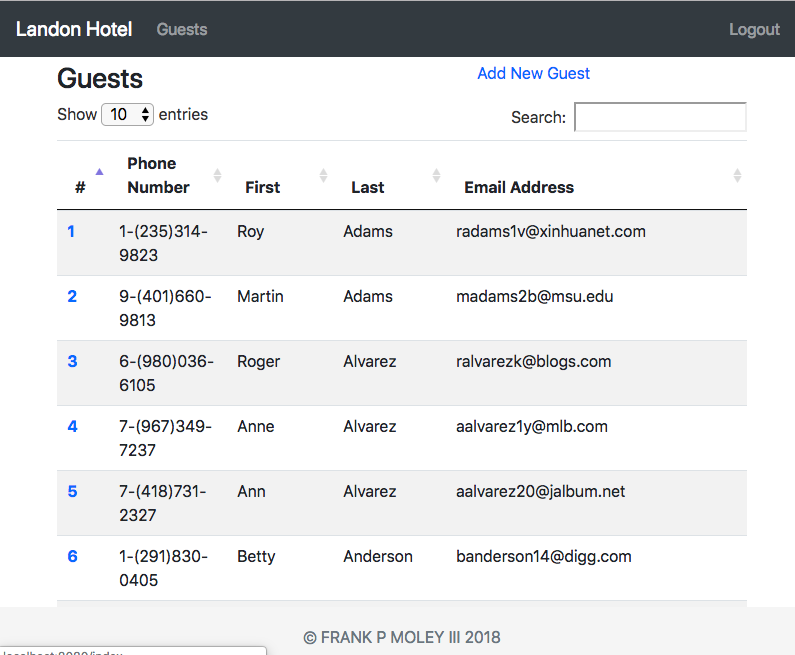 Landon Hotel Guests Logout
Guests
Add New Guest
Show 10 entries
Search:
# Phone Number First Last Email Address
1 1-(235)314-9823 Roy Adams radams1v@xinhuanet.com
2 9-(401)660-9813 Martin Adams madams2b@msu.edu
3 6-(980)036-6105 Roger Alvarez ralvarezk@blogs.com
4 7-(967)349-7237 Anne Alvarez aalvarez1y@mlb.com
5 7-(418)731-2327 Ann Alvarez aalvarez20@jalbum.net
6 1-(291)830-0405 Betty Anderson banderson14@digg.com
© FRANK P MOLEY III 2018